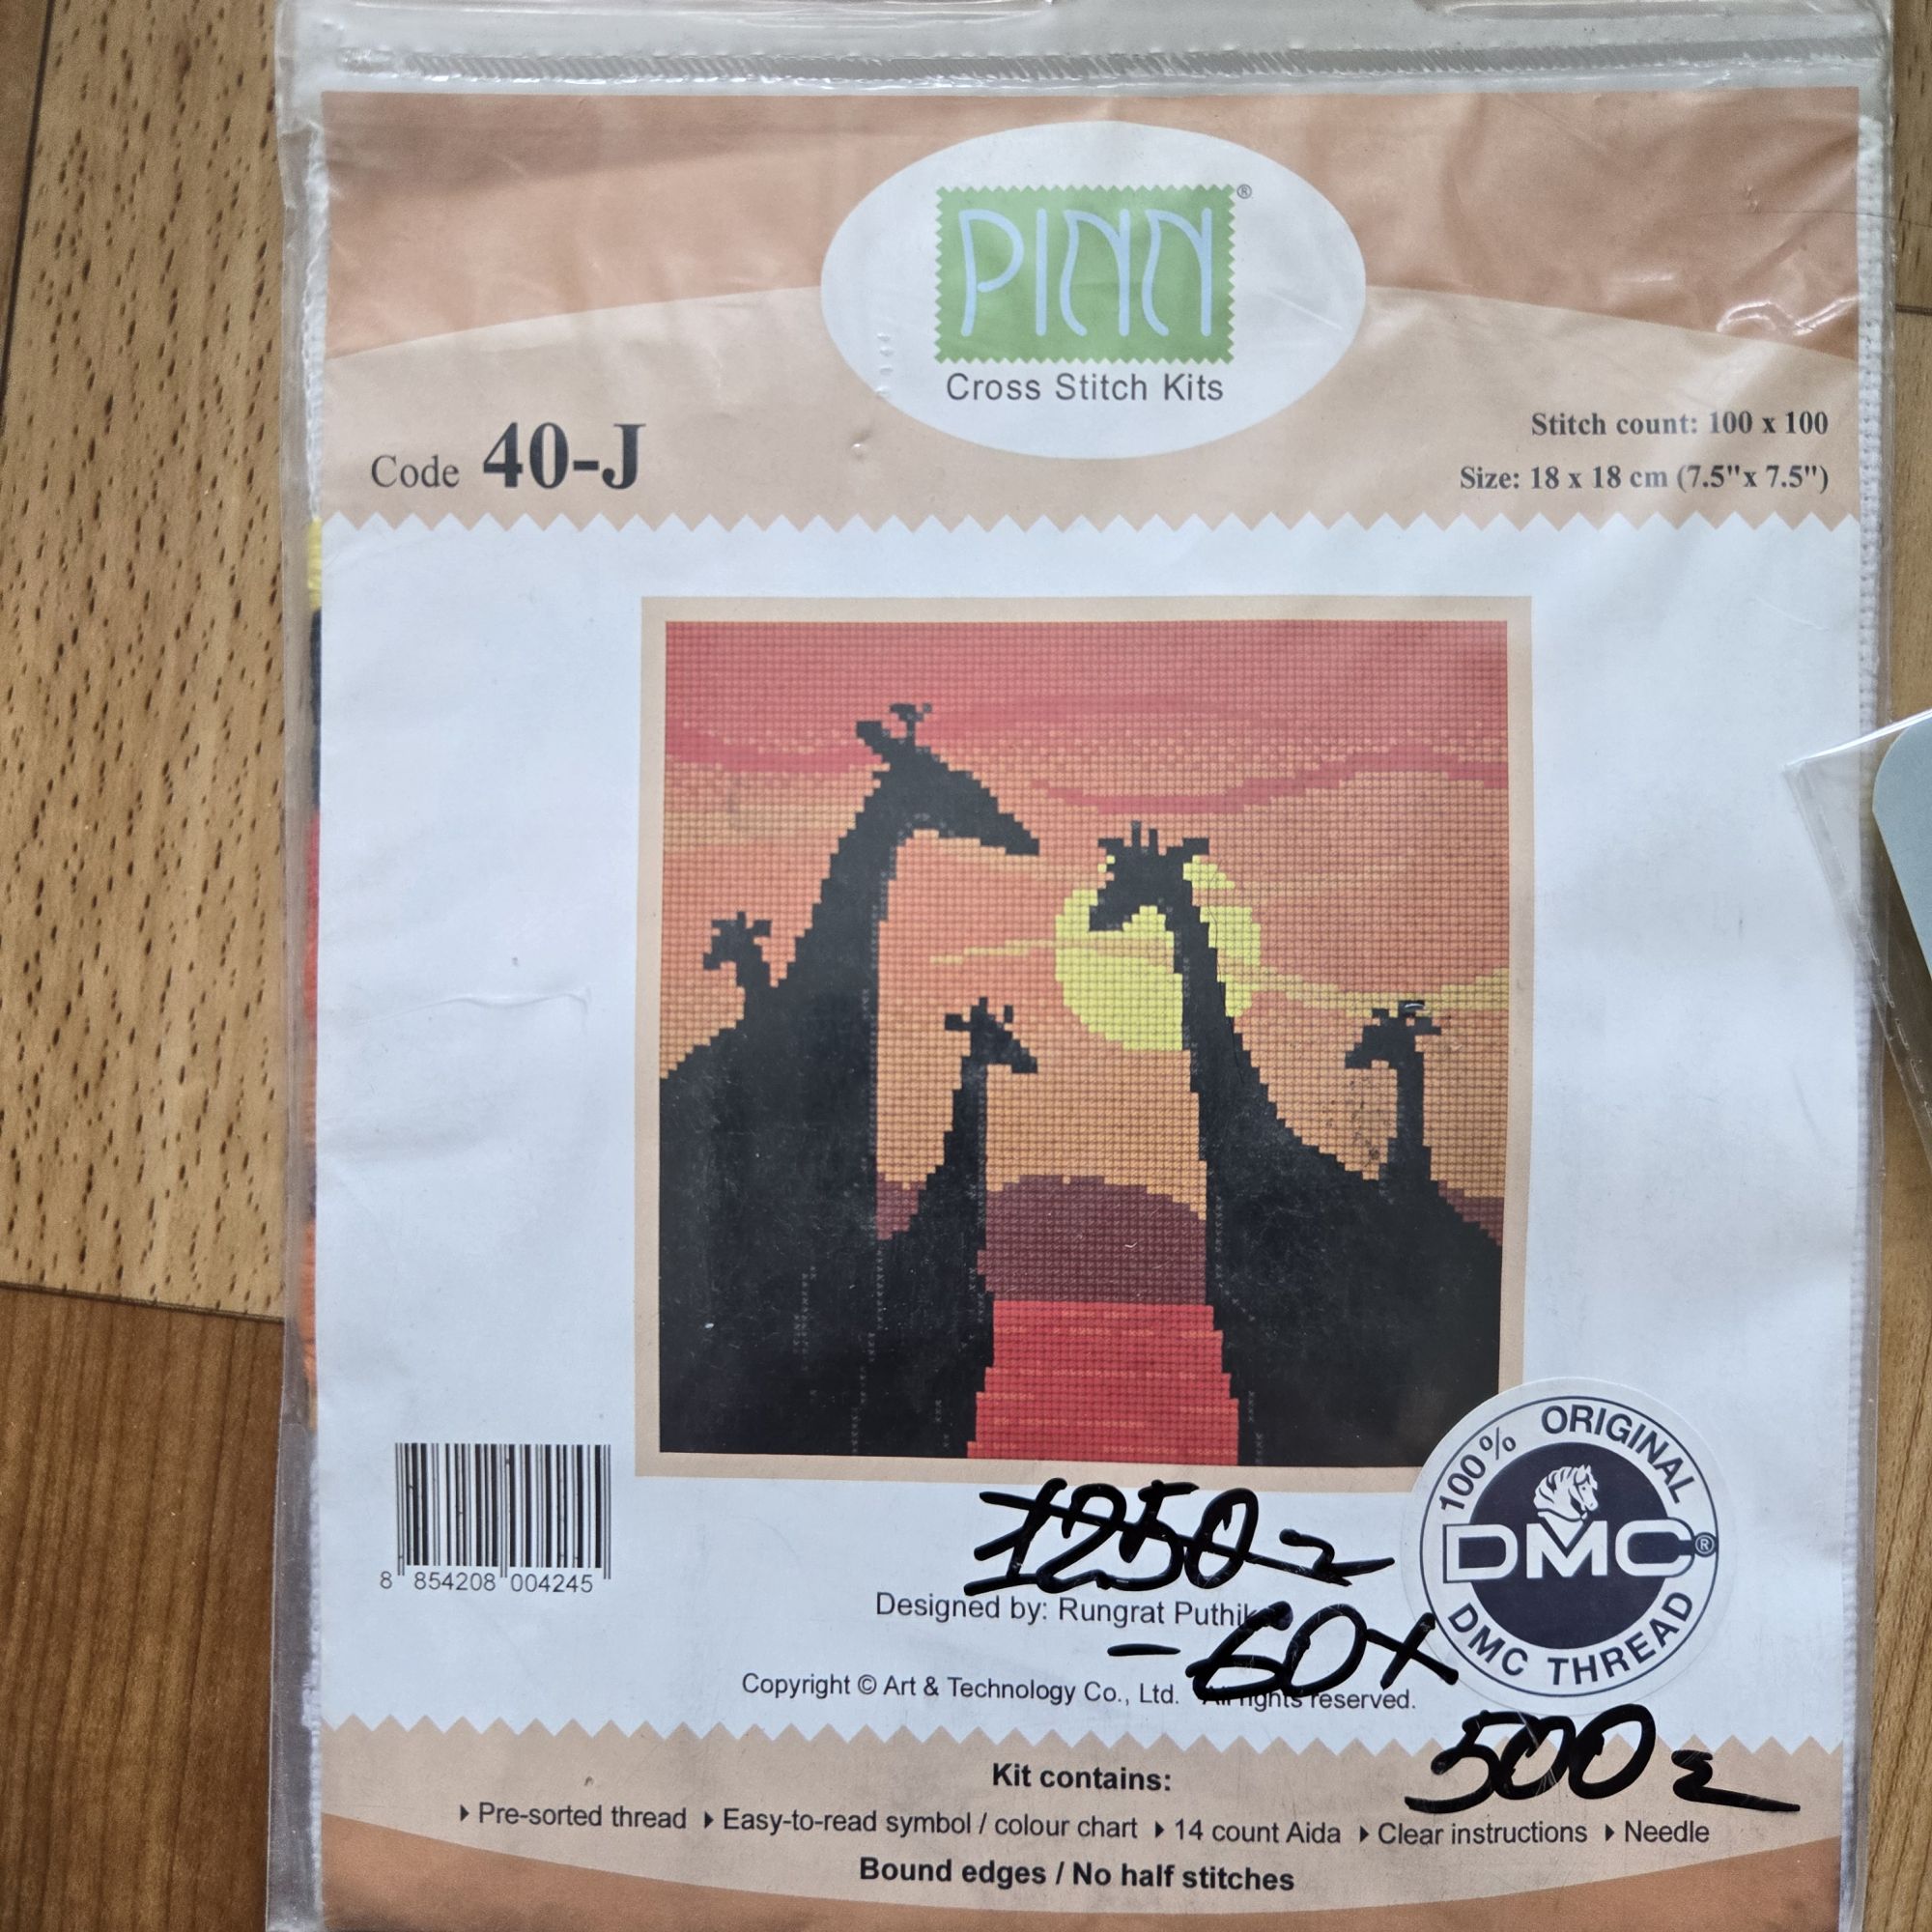 PINN®
Cross Stitch Kits
Code 40-J
Stitch count: 100 x 100
Size: 18 x 18 cm (7.5"x 7.5")
100% ORIGINAL
DMC®
DMC THREAD
8 854208 004245
1250
Designed by: Rungrat
-60%
Copyright © Art & Technology Co., Ltd. All rights reserved.
500
Kit contains:
Pre-sorted thread Easy-to-read symbol / colour chart 14 count Aida Clear instructions Needle
Bound edges / No half stitches